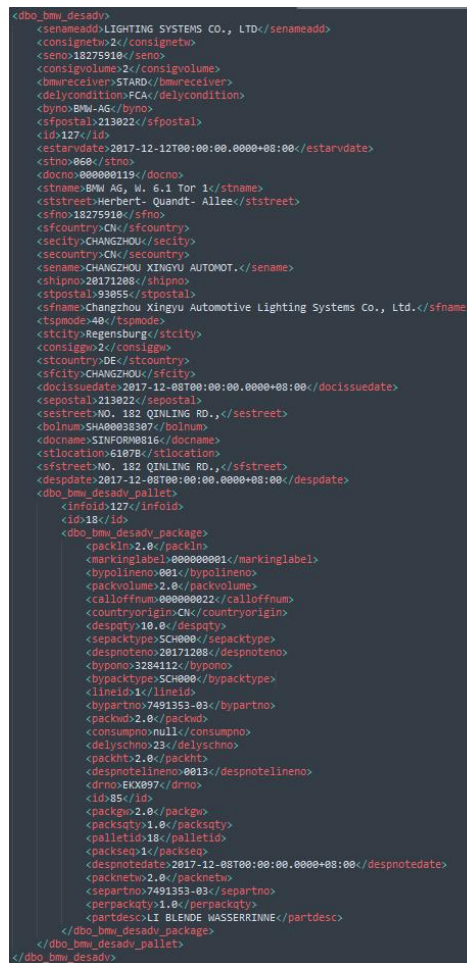 <dbo_bmw_desadv>
<senameadd>LIGHTING SYSTEMS CO., LTD</senameadd>
<consignetw>2</consignetw>
<seno>18275910</seno>
<consigvolume>2</consigvolume>
<bmwreceiver>STARD</bmwreceiver>
<delycondition>FCA</delycondition>
<byno>BMW-AG</byno>
<sfpostal>213022</sfpostal>
<id>127</id>
<estarvdate>2017-12-12T00:00:00.0000+08:00</estarvdate>
<stno>060</stno>
<docno>000000119</docno>
<stname>BMW AG, W. 6.1 Tor 1</stname>
<ststreet>Herbert- Quandt- Allee</ststreet>
<sfno>18275910</sfno>
<sfcountry>CN</sfcountry>
<secity>CHANGZHOU</secity>
<secountry>CN</secountry>
<sename>CHANGZHOU XINGYU AUTOMOT.</sename>
<shipno>20171208</shipno>
<stpostal>93055</stpostal>
<sfname>Changzhou Xingyu Automotive Lighting Systems Co., Ltd.</sfname
<tspmode>40</tspmode>
<stcity>Regensburg</stcity>
<consiggw>2</consiggw>
<stcountry>DE</stcountry>
<sfcity>CHANGZHOU</sfcity>
<docissuedate>2017-12-08T00:00:00.0000+08:00</docissuedate>
<sepostal>213022</sepostal>
<sestreet>NO. 182 QINLING RD.,</sestreet>
<bolnum>SHA00038307</bolnum>
<docname>SINFORM0816</docname>
<stlocation>6107B</stlocation>
<sfstreet>NO. 182 QINLING RD.,</sfstreet>
<despdate>2017-12-08T00:00:00.0000+08:00</despdate>
<dbo_bmw_desadv_pallet>
<infoid>127</infoid>
<id>18</id>
<dbo_bmw_desadv_package>
<packln>2.0</packln>
<markinglabel>000000001</markinglabel>
<bypolineno>001</bypolineno>
<packvolume>2.0</packvolume>
<calloffnum>000000022</calloffnum>
<countryorigin>CN</countryorigin>
<despqty>10.0</despqty>
<sepacktype>SCH000</sepacktype>
<despnoteno>20171208</despnoteno>
<bypono>3284112</bypono>
<bypacktype>SCH000</bypacktype>
<lineid>1</lineid>
<bypartno>7491353-03</bypartno>
<packwd>2.0</packwd>
<consumpno>null</consumpno>
<delyschno>23</delyschno>
<packht>2.0</packht>
<despnotelineno>0013</despnotelineno>
<drno>EKX097</drno>
<id>85</id>
<packgw>2.0</packgw>
<packsqty>1.0</packsqty>
<palletid>18</palletid>
<packseq>1</packseq>
<despnotedate>2017-12-08T00:00:00.0000+08:00</despnotedate>
<packnetw>2.0</packnetw>
<separtno>7491353-03</separtno>
<perpackqty>1.0</perpackqty>
<partdesc>LI BLENDE WASSERRINNE</partdesc>
</dbo_bmw_desadv_package>
</dbo_bmw_desadv_pallet>
</dbo_bmw_desadv>